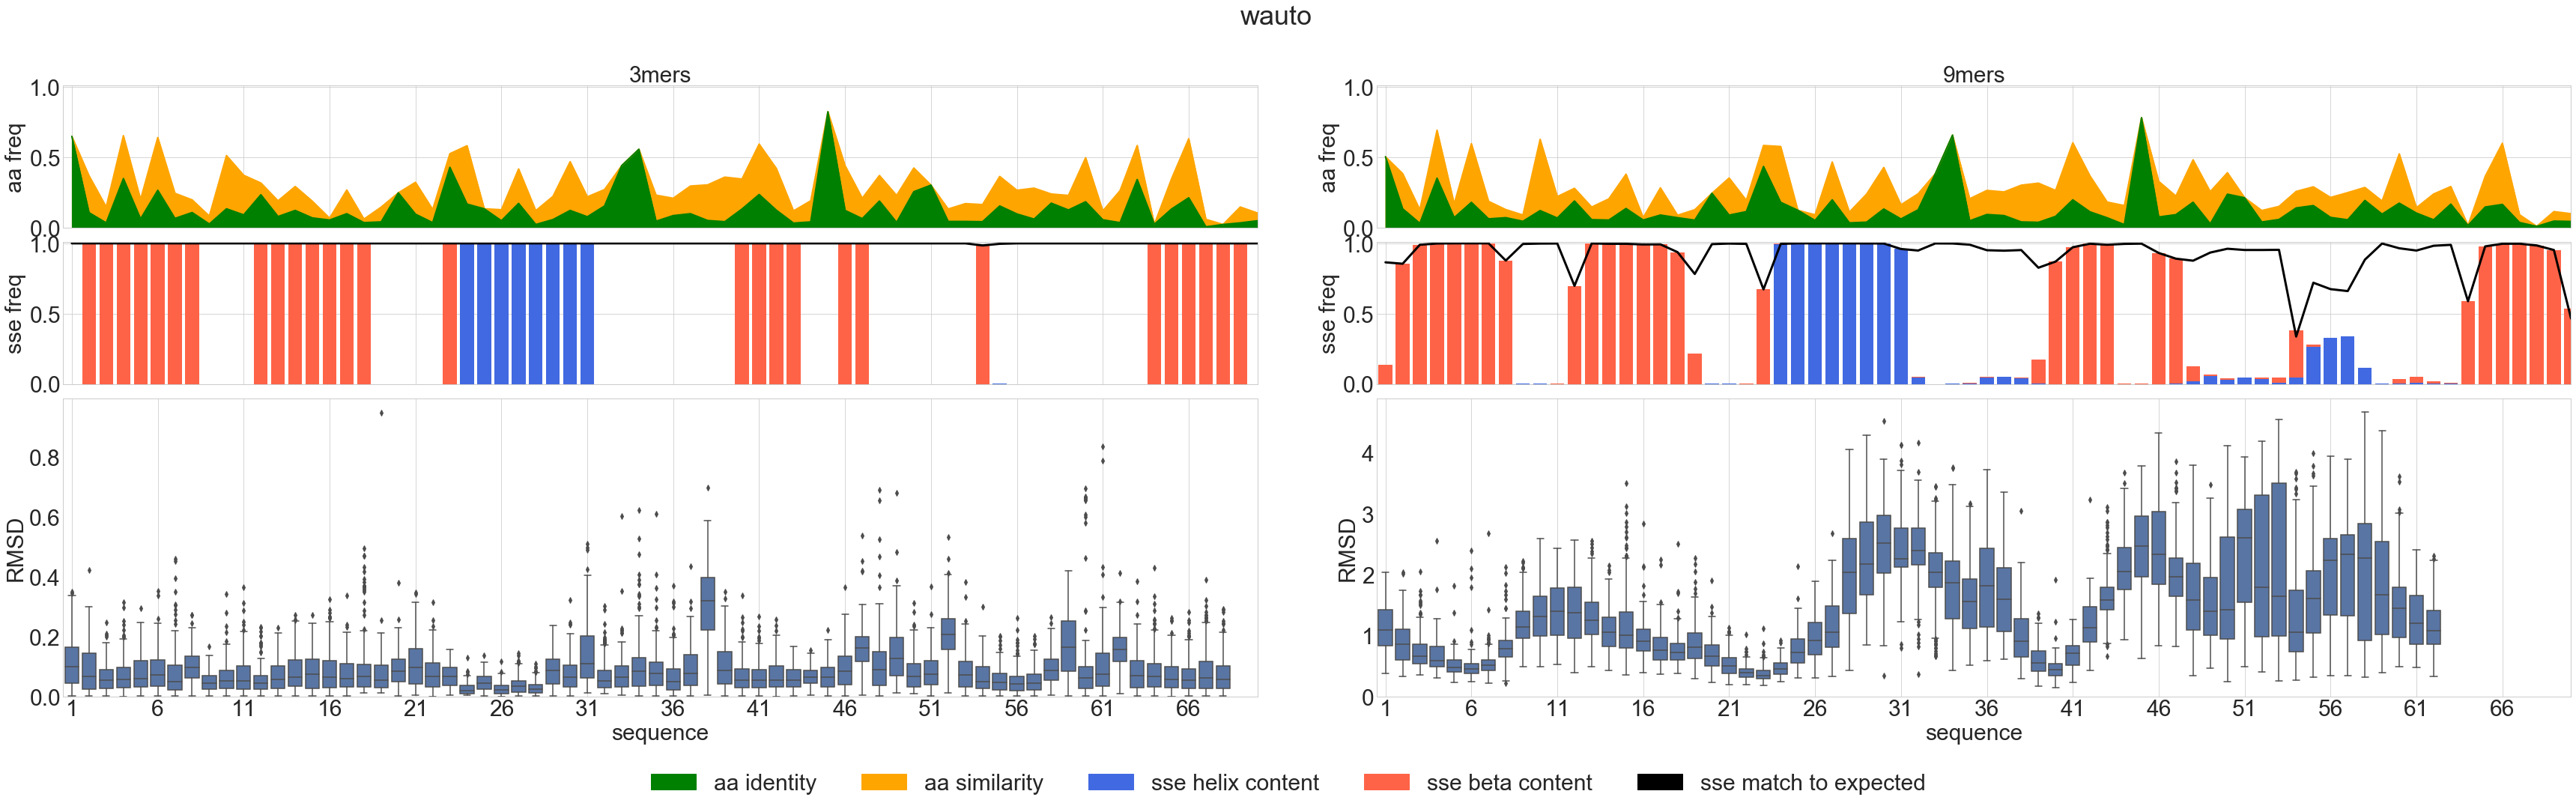 wauto
3mers
9mers
aa freq
1.0
0.5
0.0
aa freq
1.0
0.5
0.0
sse freq
1.0
0.5
0.0
sse freq
1.0
0.5
0.0
RMSD
0.8
0.6
0.4
0.2
0.0
RMSD
4
3
2
1
0
1 6 11 16 21 26 31 36 41 46 51 56 61 66
1 6 11 16 21 26 31 36 41 46 51 56 61 66
sequence
sequence
aa identity aa similarity sse helix content sse beta content sse match to expected